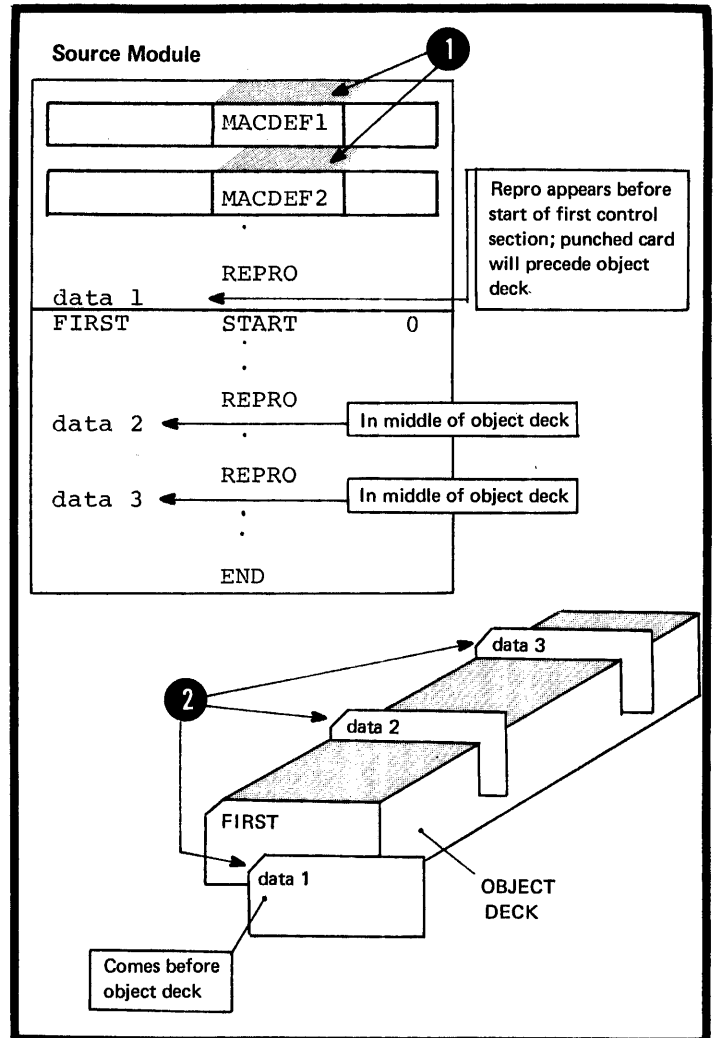 Source Module
1
MACDEF1
MACDEF2
.
Repro appears before
start of first control
section; punched card
will precede object
deck.
REPRO
data 1
FIRST START 0
.
.
REPRO
data 2
In middle of object deck
.
REPRO
data 3
In middle of object deck
.
.
END
data 3
2
data 2
FIRST
data 1
OBJECT
DECK
Comes before
object deck